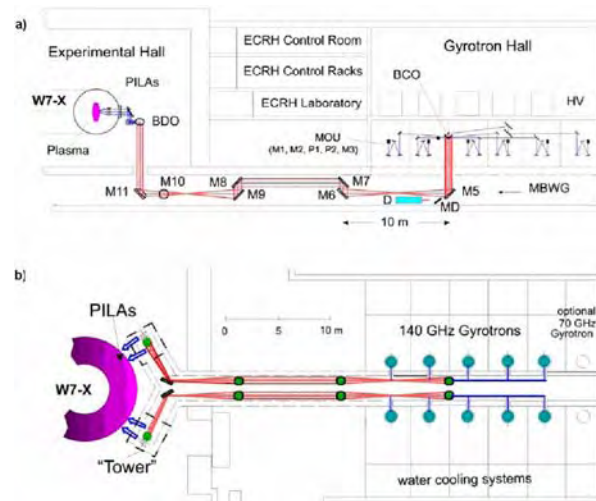 a)
Experimental Hall
ECRH Control Room
ECRH Control Racks
ECRH Laboratory
Gyrotron Hall
BCO
PILAs
W7-X
BDO
HV
MOU
(M1, M2, P1, P2, M3)
Plasma
M11
M10
M8
M9
M7
M6
D
MD
M5
MBWG
10 m
b)
PILAs
0
5
10 m
140 GHz Gyrotrons
optional
70 GHz
Gyrotron
W7-X
"Tower"
water cooling systems